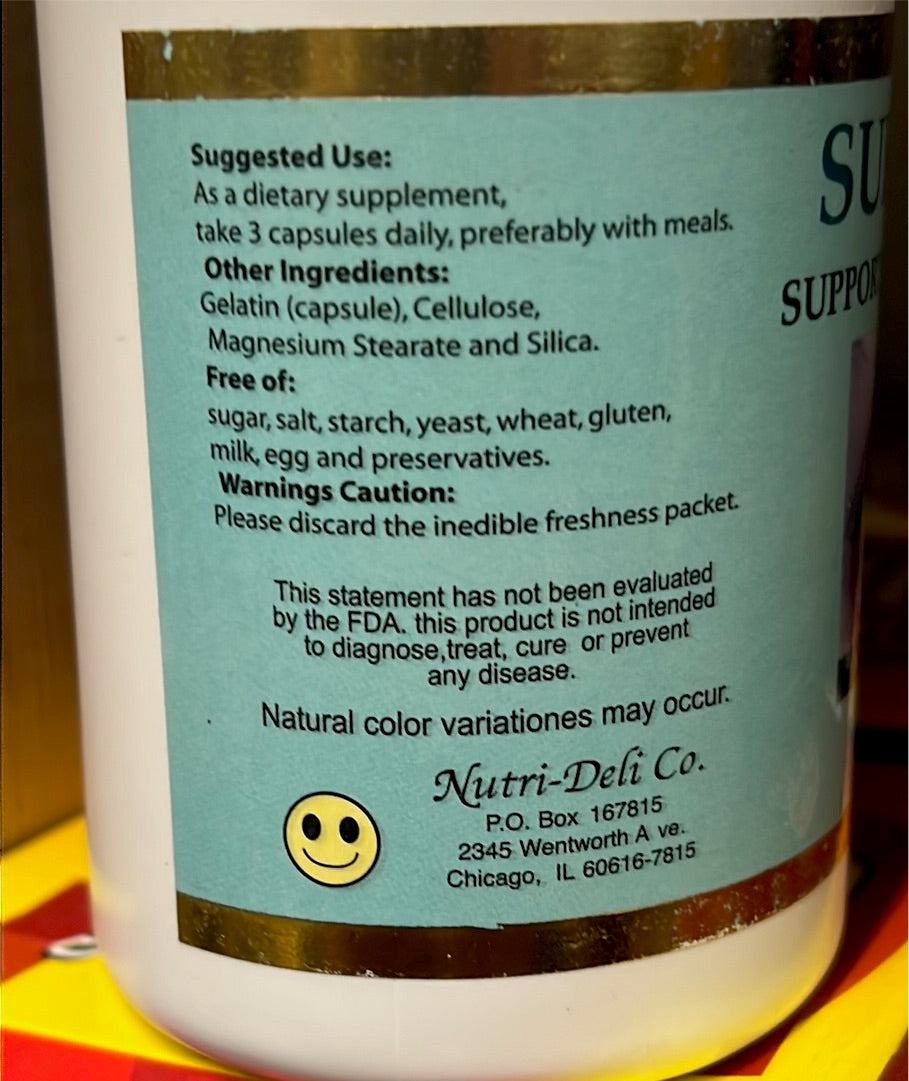 Suggested Use:
As a dietary supplement,
take 3 capsules daily, preferably with meals.
Other Ingredients:
Gelatin (capsule), Cellulose,
Magnesium Stearate and Silica.
Free of:
sugar, salt, starch, yeast, wheat, gluten,
milk, egg and preservatives.
Warnings Caution:
Please discard the inedible freshness packet.
This statement has not been evaluated
by the FDA. this product is not intended
to diagnose,treat, cure or prevent
any disease.
Natural color variationes may occur.
Nutri-Deli Co.
P.O. Box 167815
2345 Wentworth A ve.
Chicago, IL 60616-7815